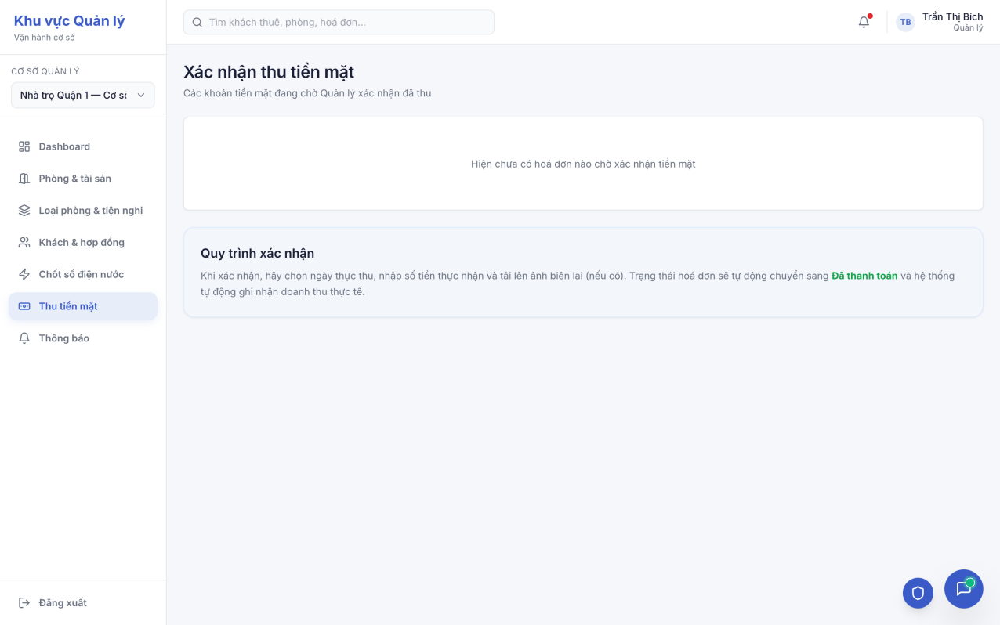 Khu vực Quản lý
Vận hành cơ sở
CƠ SỞ QUẢN LÝ
Nhà trọ Quận 1 — Cơ sở
Dashboard
Phòng & tài sản
Loại phòng & tiện nghi
Khách & hợp đồng
Chốt số điện nước
Thu tiền mặt
Thông báo
Đăng xuất
Tìm khách thuê, phòng, hoá đơn...
TB
Trần Thị Bích
Quản lý
Xác nhận thu tiền mặt
Các khoản tiền mặt đang chờ Quản lý xác nhận đã thu
Hiện chưa có hoá đơn nào chờ xác nhận tiền mặt
Quy trình xác nhận
Khi xác nhận, hãy chọn ngày thực thu, nhập số tiền thực nhận và tải lên ảnh biên lai (nếu có). Trạng thái hoá đơn sẽ tự động chuyển sang Đã thanh toán và hệ thống
tự động ghi nhận doanh thu thực tế.